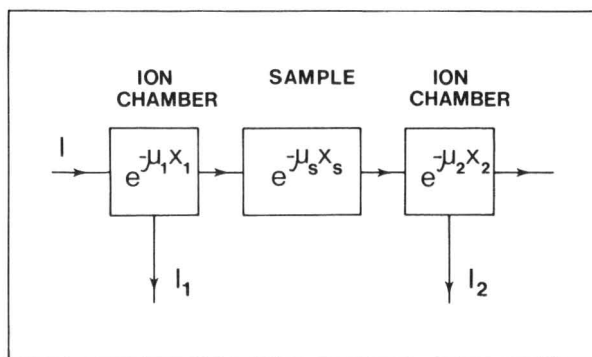 ION CHAMBER
SAMPLE
ION CHAMBER
I
e^-μ₁x₁
e^-μₛxₛ
e^-μ₂x₂
I₁
I₂